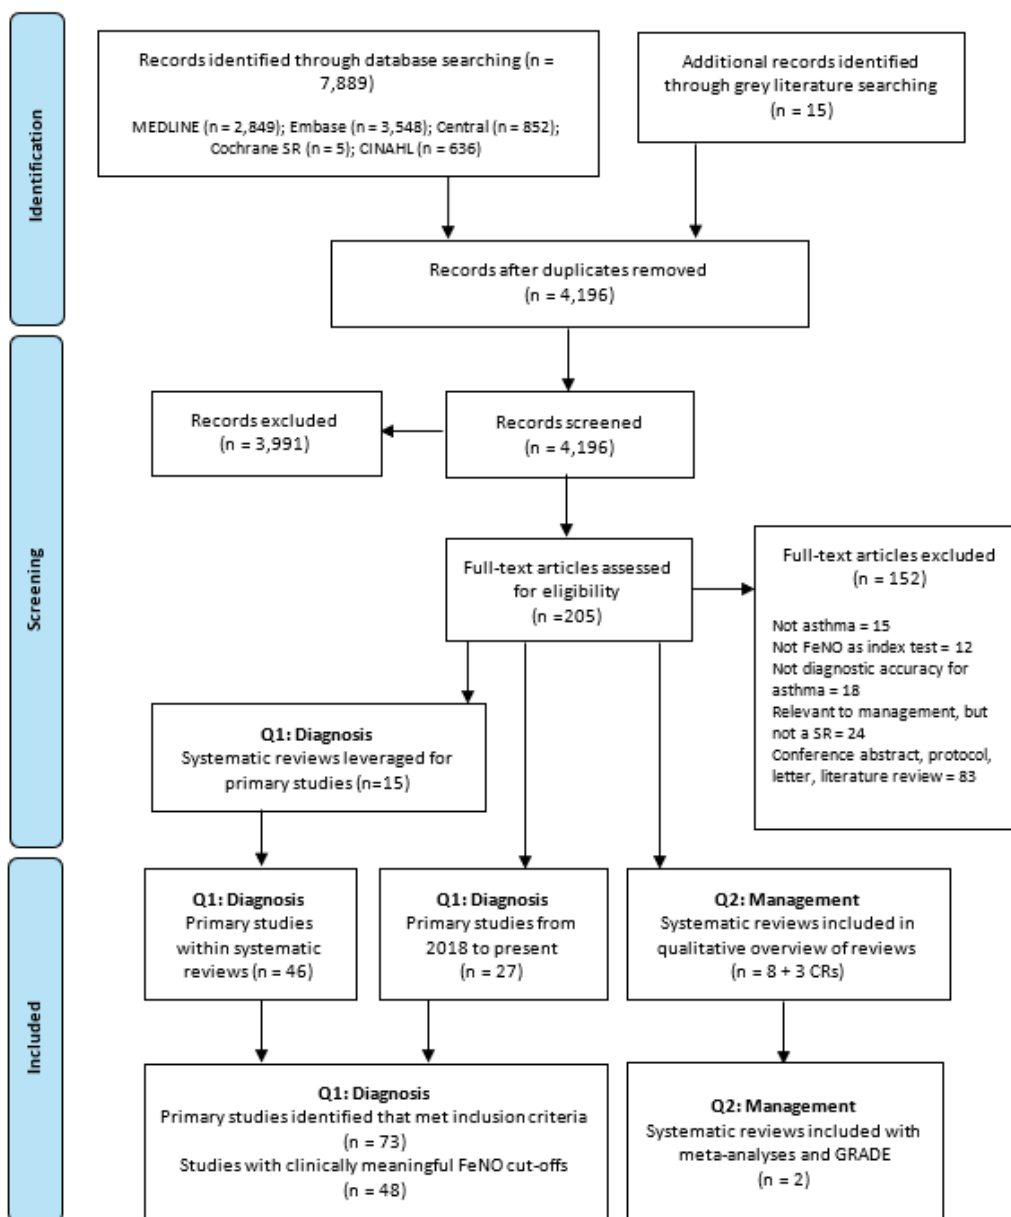 Identification
Records identified through database searching (n =
7,889)
MEDLINE (n = 2,849); Embase (n = 3,548); Central (n = 852);
Cochrane SR (n = 5); CINAHL (n = 636)
Additional records identified
through grey literature searching
(n = 15)
Records after duplicates removed
(n = 4,196)
Screening
Records excluded
(n = 3,991)
Records screened
(n = 4,196)
Full-text articles assessed
for eligibility
(n =205)
Full-text articles excluded
(n = 152)
Not asthma = 15
Not FeNO as index test = 12
Not diagnostic accuracy for
asthma = 18
Relevant to management, but
not a SR = 24
Conference abstract, protocol,
letter, literature review = 83
Q1: Diagnosis
Systematic reviews leveraged for
primary studies (n=15)
Included
Q1: Diagnosis
Primary studies
within systematic
reviews (n = 46)
Q1: Diagnosis
Primary studies from
2018 to present
(n = 27)
Q2: Management
Systematic reviews included in
qualitative overview of reviews
(n = 8 + 3 CRs)
Q1: Diagnosis
Primary studies identified that met inclusion criteria
(n = 73)
Studies with clinically meaningful FeNO cut-offs
(n = 48)
Q2: Management
Systematic reviews included with
meta-analyses and GRADE
(n = 2)